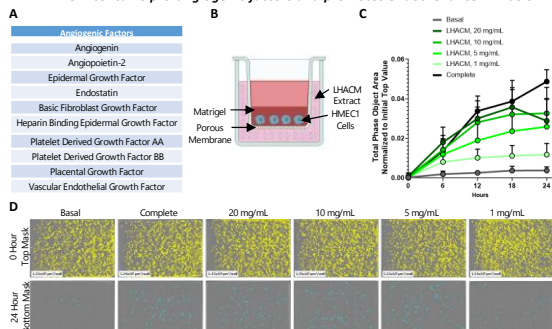 A
Angiogenic Factors
Angiogenin
Angiopoietin-2
Epidermal Growth Factor
Endostatin
Basic Fibroblast Growth Factor
Heparin Binding Epidermal Growth Factor
Platelet Derived Growth Factor AA
Platelet Derived Growth Factor BB
Placental Growth Factor
Vascular Endothelial Growth Factor
B
LHACM
Extract
HMEC1
Cells
Matrigel
Porous
Membrane
C
Basal
LHACM, 20 mg/mL
LHACM, 10 mg/mL
LHACM, 5 mg/mL
LHACM, 1 mg/mL
Complete
Total Phase Object Area
Normalized to Initial Top Value
0.06
0.04
0.02
0.00
0 6 12 18 24
Hours
D
Basal Complete 20 mg/mL 10 mg/mL 5 mg/mL 1 mg/mL
0 Hour
Top Mask
24 Hour
Bottom Mask